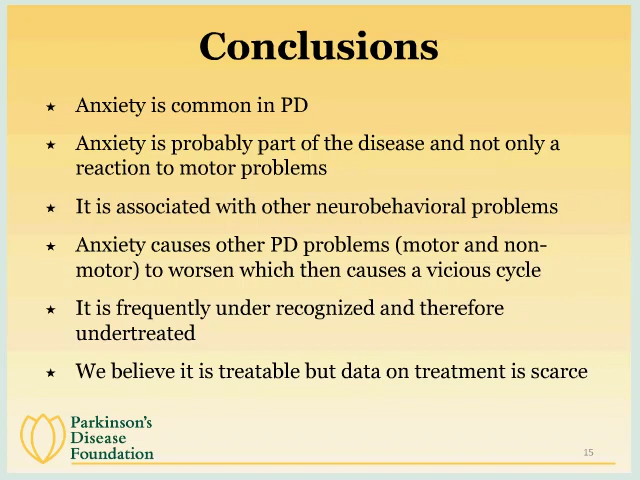 Conclusions
★ Anxiety is common in PD
★ Anxiety is probably part of the disease and not only a
reaction to motor problems
★ It is associated with other neurobehavioral problems
★ Anxiety causes other PD problems (motor and non-
motor) to worsen which then causes a vicious cycle
★ It is frequently under recognized and therefore
undertreated
★ We believe it is treatable but data on treatment is scarce
Parkinson's
Disease
Foundation
15